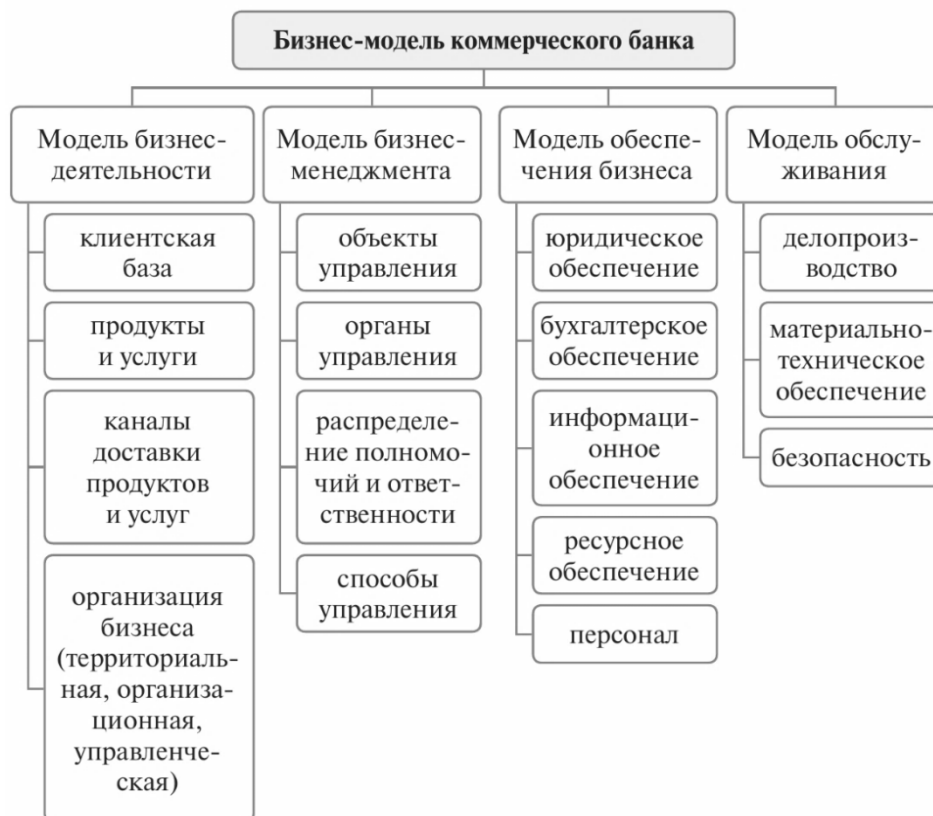 Бизнес-модель коммерческого банка
Модель бизнес-
деятельности
клиентская
база
продукты
и услуги
каналы
доставки
продуктов
и услуг
организация
бизнеса
(территориаль-
ная, организа-
ционная,
управленче-
ская)
Модель бизнес-
менеджмента
объекты
управления
органы
управления
распределе-
ние полномо-
чий и ответ-
ственности
способы
управления
Модель обеспе-
чения бизнеса
юридическое
обеспечение
бухгалтерское
обеспечение
информаци-
онное
обеспечение
ресурсное
обеспечение
персонал
Модель обслу-
живания
делопроиз-
водство
материально-
техническое
обеспечение
безопасность